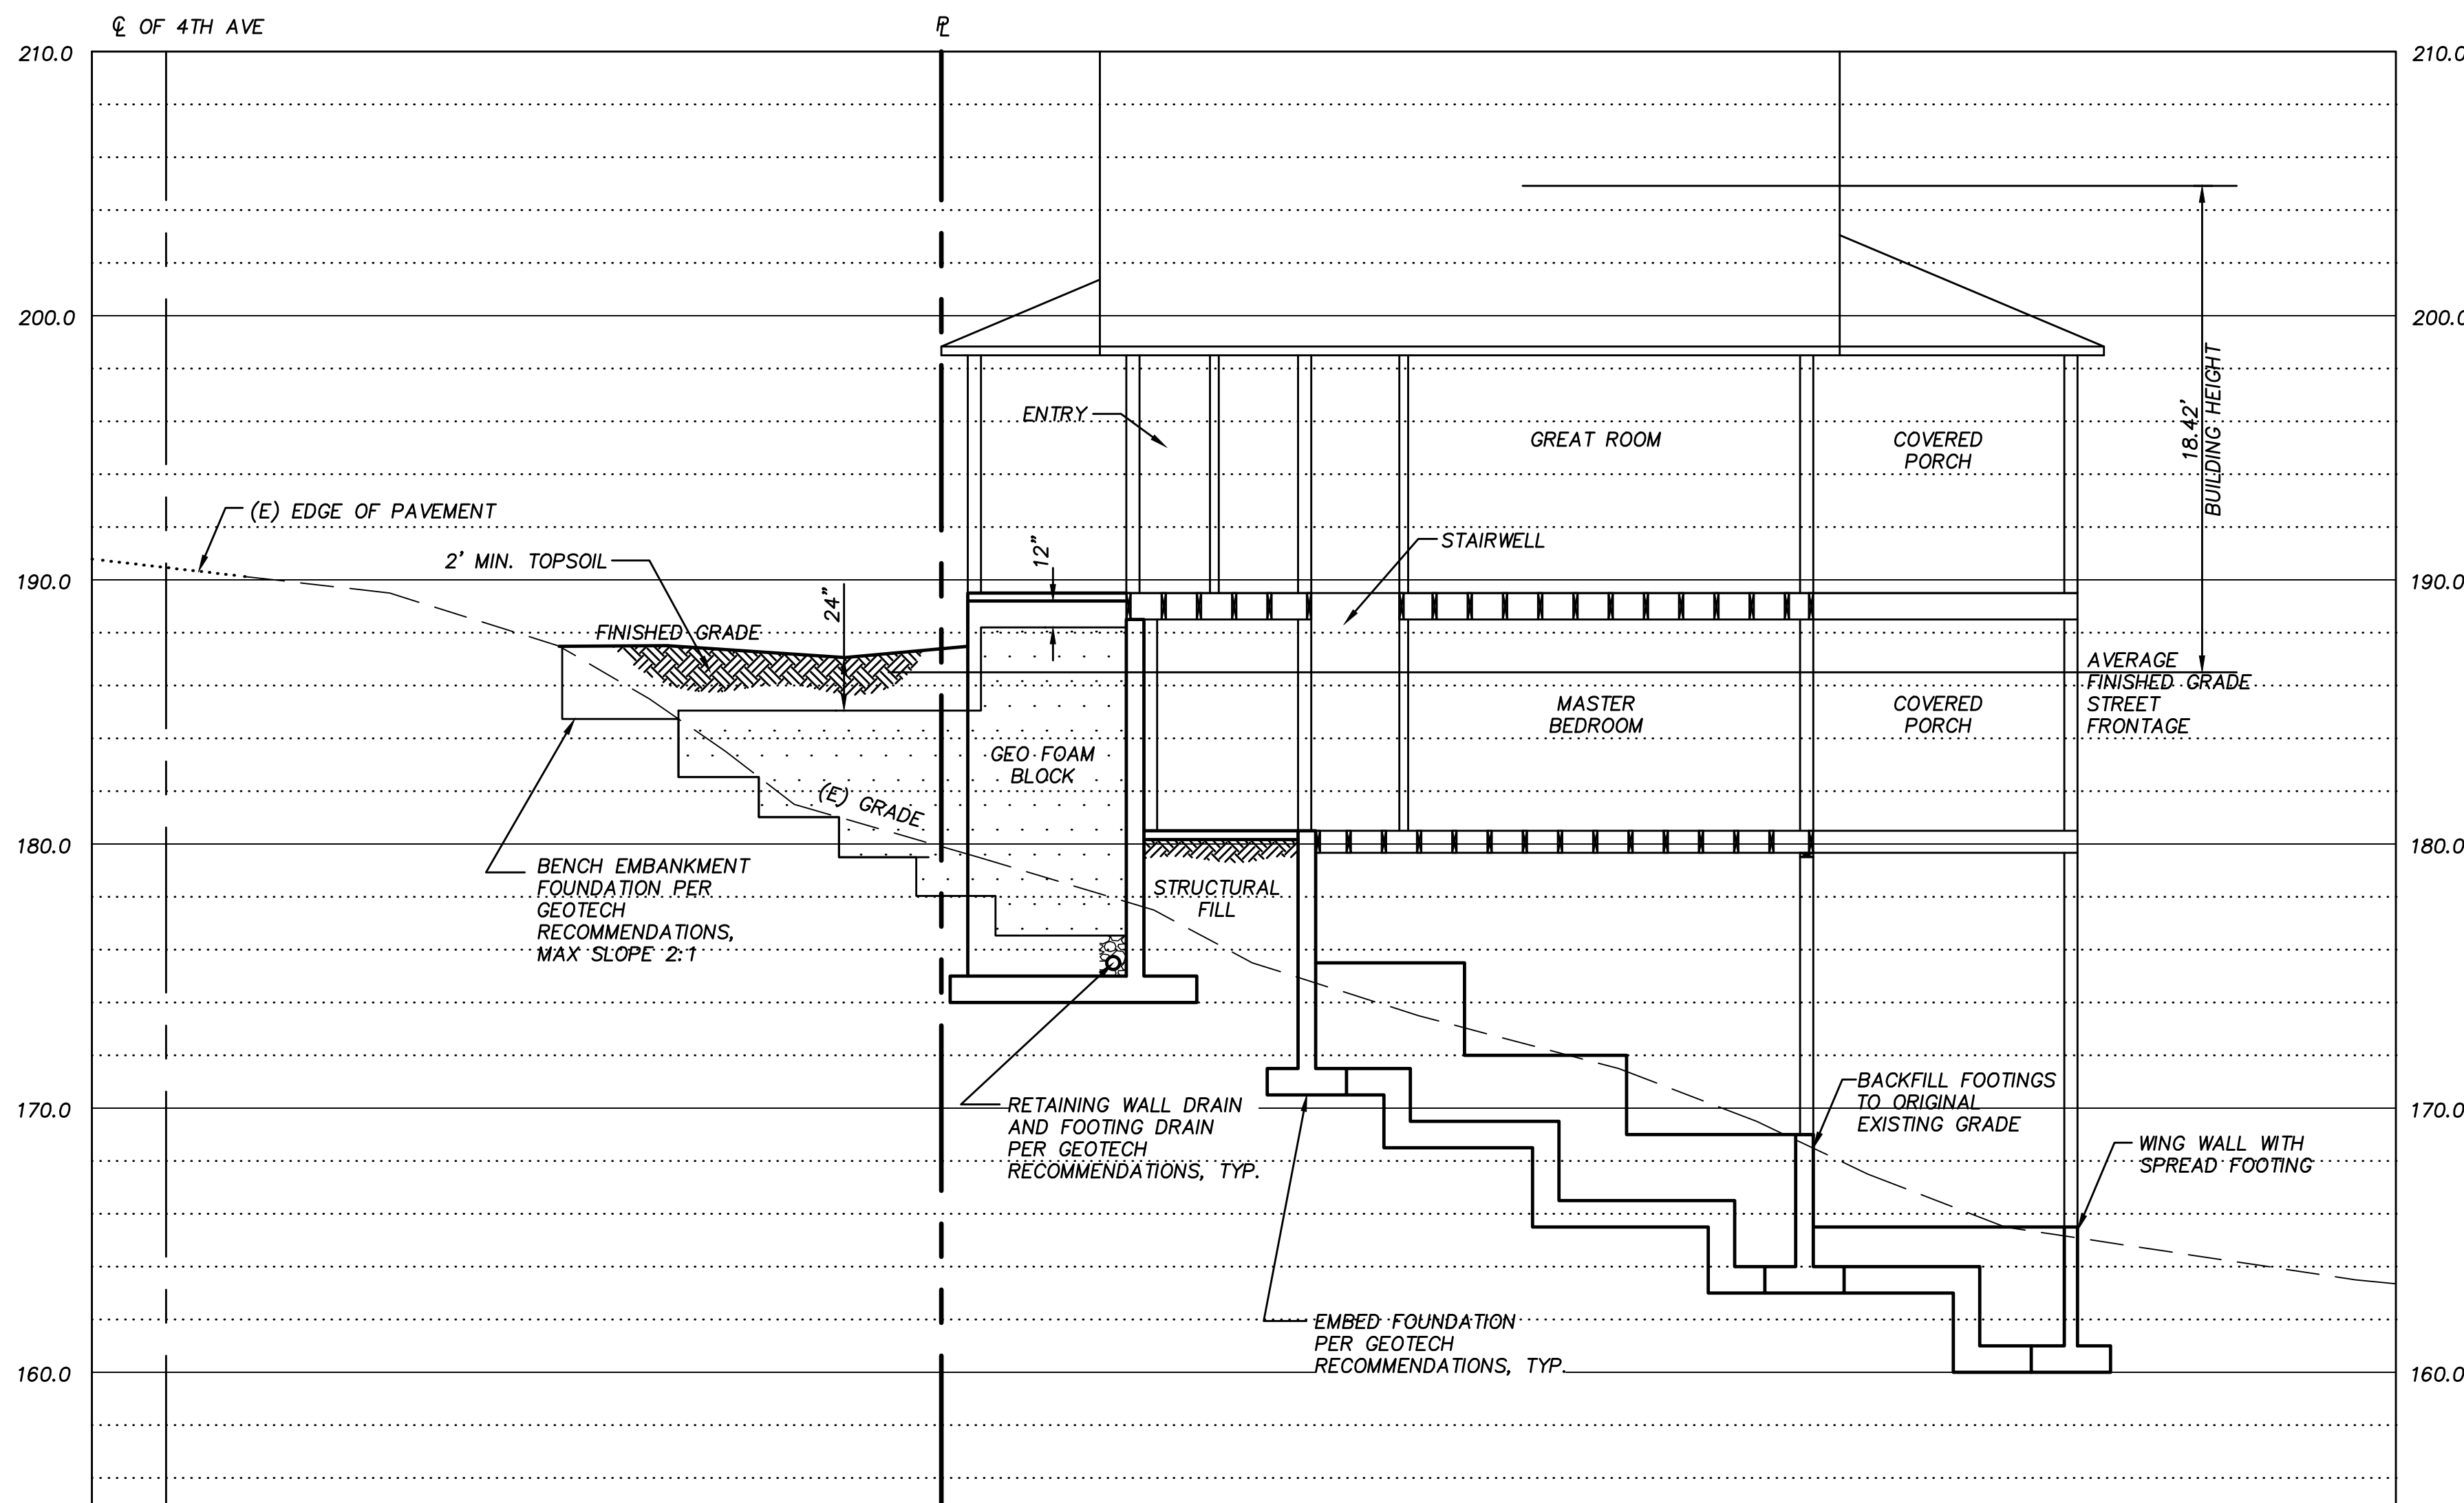 ℄ OF 4TH AVE
⅊
210.0
210.0
200.0
200.0
ENTRY
GREAT ROOM
COVERED
PORCH
18.42'
BUILDING HEIGHT
(E) EDGE OF PAVEMENT
2' MIN. TOPSOIL
12"
STAIRWELL
190.0
190.0
24"
FINISHED GRADE
AVERAGE
FINISHED GRADE
STREET
FRONTAGE
MASTER
BEDROOM
COVERED
PORCH
GEO FOAM
BLOCK
(E) GRADE
180.0
180.0
BENCH EMBANKMENT
FOUNDATION PER
GEOTECH
RECOMMENDATIONS,
MAX SLOPE 2:1
STRUCTURAL
FILL
170.0
170.0
RETAINING WALL DRAIN
AND FOOTING DRAIN
PER GEOTECH
RECOMMENDATIONS, TYP.
BACKFILL FOOTINGS
TO ORIGINAL
EXISTING GRADE
WING WALL WITH
SPREAD FOOTING
EMBED FOUNDATION
PER GEOTECH
RECOMMENDATIONS, TYP.
160.0
160.0